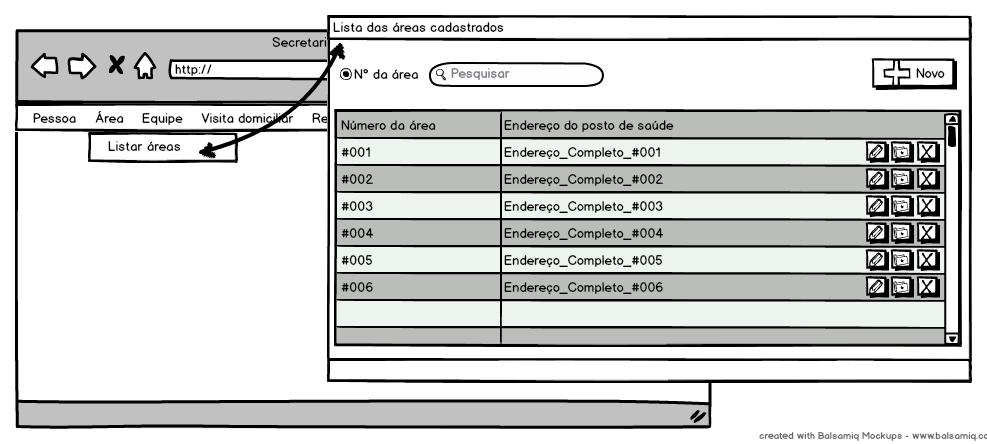 Secretari
http://
Pessoa Área Equipe Visita domiciliar Re
Listar áreas
Lista das áreas cadastrados
Nº da área
Pesquisar
Novo
Número da área Endereço do posto de saúde
#001 Endereço_Completo_#001
#002 Endereço_Completo_#002
#003 Endereço_Completo_#003
#004 Endereço_Completo_#004
#005 Endereço_Completo_#005
#006 Endereço_Completo_#006
created with Balsamiq Mockups - www.balsamiq.co